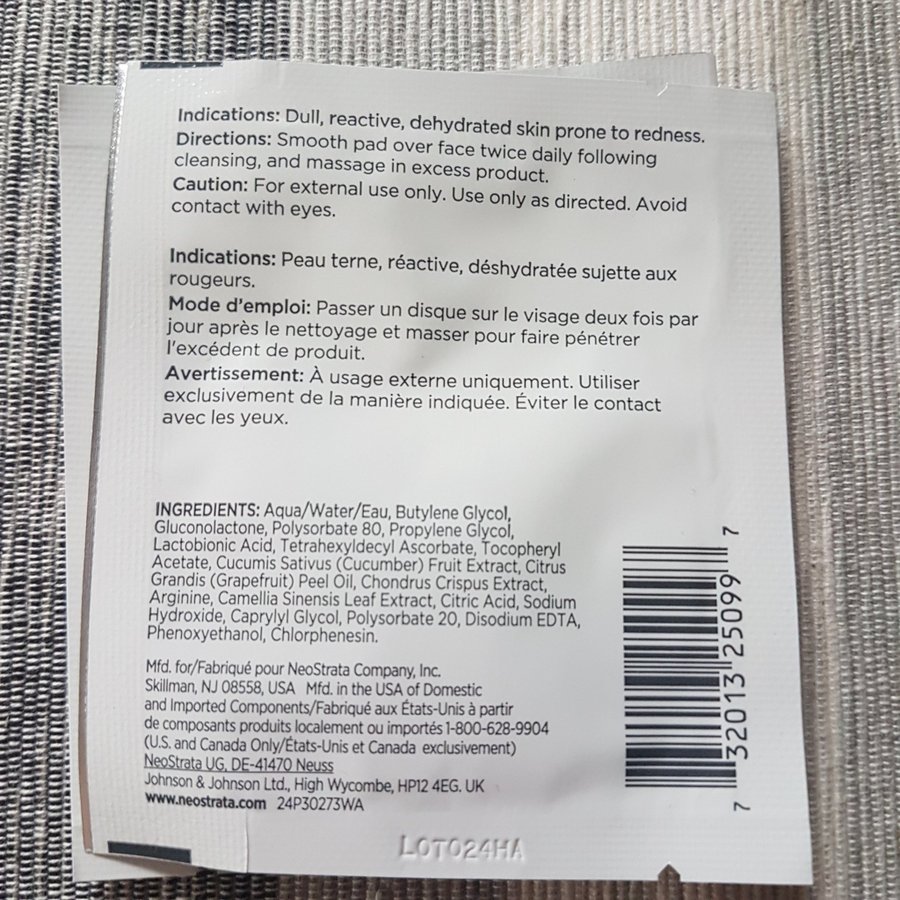 Indications: Dull, reactive, dehydrated skin prone to redness.
Directions: Smooth pad over face twice daily following
cleansing, and massage in excess product.
Caution: For external use only. Use only as directed. Avoid
contact with eyes.
Indications: Peau terne, réactive, déshydratée sujette aux
rougeurs.
Mode d'emploi: Passer un disque sur le visage deux fois par
jour après le nettoyage et masser pour faire pénétrer
l'excédent de produit.
Avertissement: À usage externe uniquement. Utiliser
exclusivement de la manière indiquée. Éviter le contact
avec les yeux.
INGREDIENTS: Aqua/Water/Eau, Butylene Glycol,
Gluconolactone, Polysorbate 80, Propylene Glycol,
Lactobionic Acid, Tetrahexyldecyl Ascorbate, Tocopheryl
Acetate, Cucumis Sativus (Cucumber) Fruit Extract, Citrus
Grandis (Grapefruit) Peel Oil, Chondrus Crispus Extract,
Arginine, Camellia Sinensis Leaf Extract, Citric Acid, Sodium
Hydroxide, Caprylyl Glycol, Polysorbate 20, Disodium EDTA,
Phenoxyethanol, Chlorphenesin.
Mfd. for/Fabriqué pour NeoStrata Company, Inc.
Skillman, NJ 08558, USA Mfd. in the USA of Domestic
and Imported Components/Fabriqué aux États-Unis à partir
de composants produits localement ou importés 1-800-628-9904
(U.S. and Canada Only/États-Unis et Canada exclusivement)
NeoStrata UG, DE-41470 Neuss
Johnson & Johnson Ltd., High Wycombe, HP12 4EG. UK
www.neostrata.com 24P30273WA
7 32013 25099 7
LOT024HA